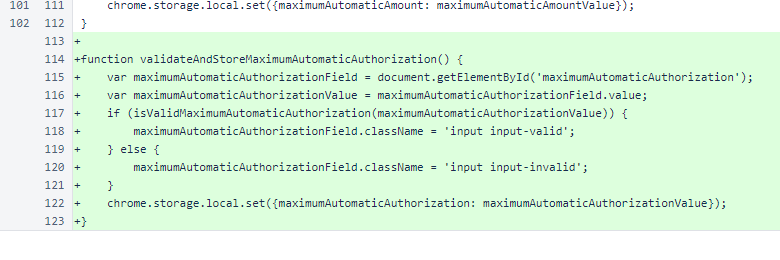 101 111 chrome.storage.local.set({maximumAutomaticAmount: maximumAutomaticAmountValue});
102 112 }
113 +
114 +function validateAndStoreMaximumAutomaticAuthorization() {
115 + var maximumAutomaticAuthorizationField = document.getElementById('maximumAutomaticAuthorization');
116 + var maximumAutomaticAuthorizationValue = maximumAutomaticAuthorizationField.value;
117 + if (isValidMaximumAutomaticAuthorization(maximumAutomaticAuthorizationValue)) {
118 + maximumAutomaticAuthorizationField.className = 'input input-valid';
119 + } else {
120 + maximumAutomaticAuthorizationField.className = 'input input-invalid';
121 + }
122 + chrome.storage.local.set({maximumAutomaticAuthorization: maximumAutomaticAuthorizationValue});
123 +}